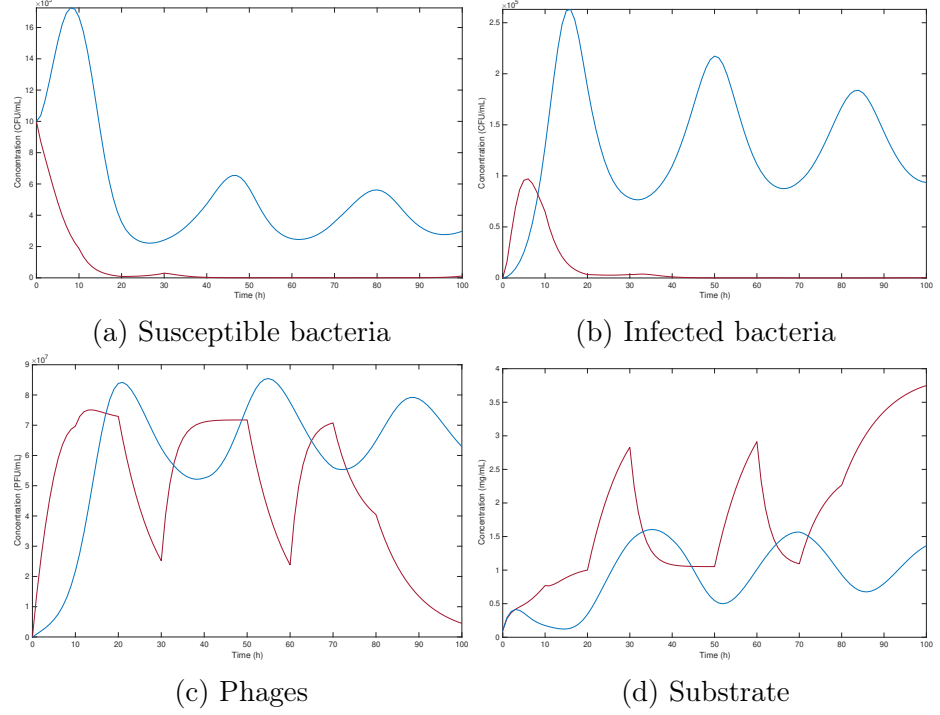 ×10⁵
Concentration (CFU/mL)
16
14
12
10
8
6
4
2
0
0 10 20 30 40 50 60 70 80 90 100
Time (h)
(a) Susceptible bacteria
×10⁵
Concentration (CFU/mL)
2.5
2
1.5
1
0.5
0
0 10 20 30 40 50 60 70 80 90 100
Time (h)
(b) Infected bacteria
×10⁷
Concentration (PFU/mL)
9
8
7
6
5
4
3
2
1
0
0 10 20 30 40 50 60 70 80 90 100
Time (h)
(c) Phages
Concentration (mg/mL)
4
3.5
3
2.5
2
1.5
1
0.5
0
0 10 20 30 40 50 60 70 80 90 100
Time (h)
(d) Substrate